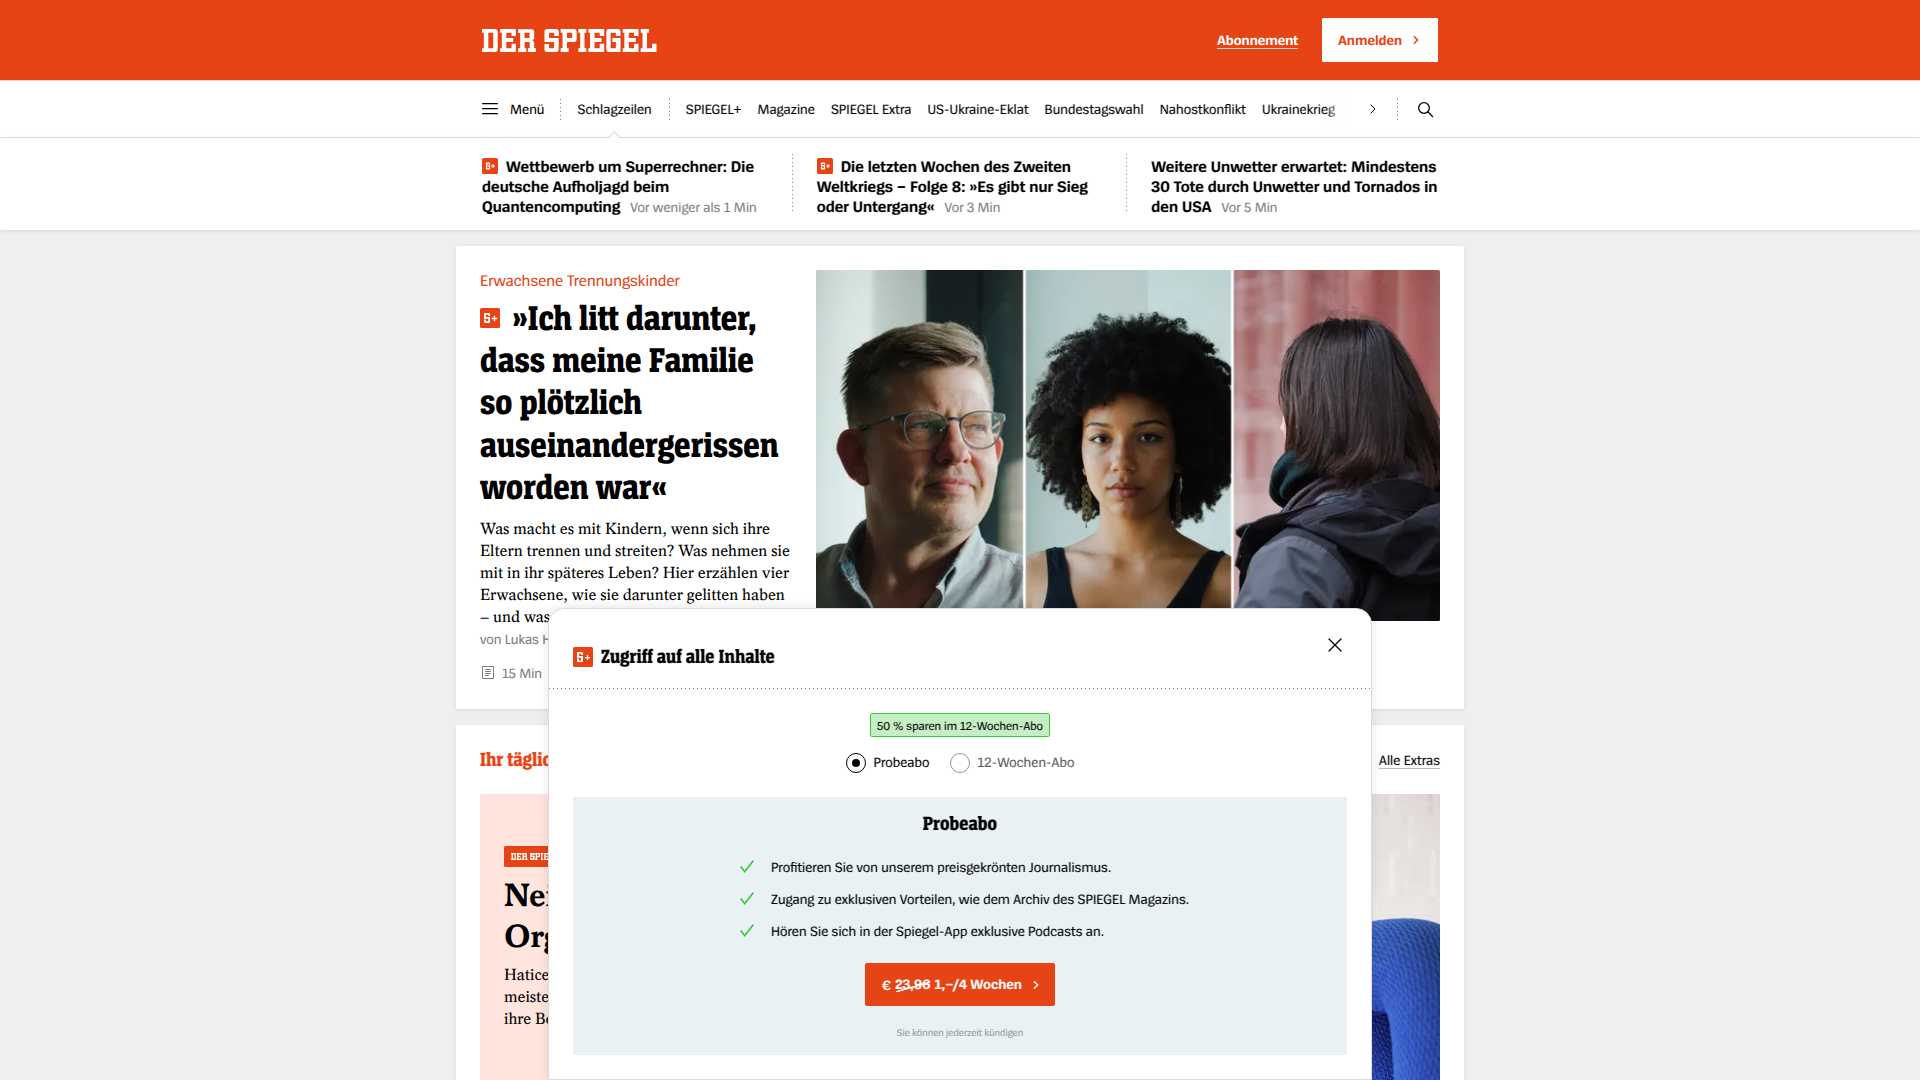 DER SPIEGEL
Abonnement
Anmelden
Menü
Schlagzeilen
SPIEGEL+
Magazine
SPIEGEL Extra
US-Ukraine-Eklat
Bundestagswahl
Nahostkonflikt
Ukrainekrieg
Wettbewerb um Superrechner: Die
deutsche Aufholjagd beim
Quantencomputing Vor weniger als 1 Min
Die letzten Wochen des Zweiten
Weltkriegs – Folge 8: »Es gibt nur Sieg
oder Untergang« Vor 3 Min
Weitere Unwetter erwartet: Mindestens
30 Tote durch Unwetter und Tornados in
den USA Vor 5 Min
Erwachsene Trennungskinder
»Ich litt darunter,
dass meine Familie
so plötzlich
auseinandergerissen
worden war«
Was macht es mit Kindern, wenn sich ihre
Eltern trennen und streiten? Was nehmen sie
mit in ihr späteres Leben? Hier erzählen vier
Erwachsene, wie sie darunter gelitten haben
– und was
von Lukas H
15 Min
Zugriff auf alle Inhalte
50 % sparen im 12-Wochen-Abo
Probeabo
12-Wochen-Abo
Probeabo
Profitieren Sie von unserem preisgekrönten Journalismus.
Zugang zu exklusiven Vorteilen, wie dem Archiv des SPIEGEL Magazins.
Hören Sie sich in der Spiegel-App exklusive Podcasts an.
€ 23,96 1,–/4 Wochen
Sie können jederzeit kündigen
Ihr täglic
Alle Extras
DER SPIE
Ne
Org
Hatice
meiste
ihre Be